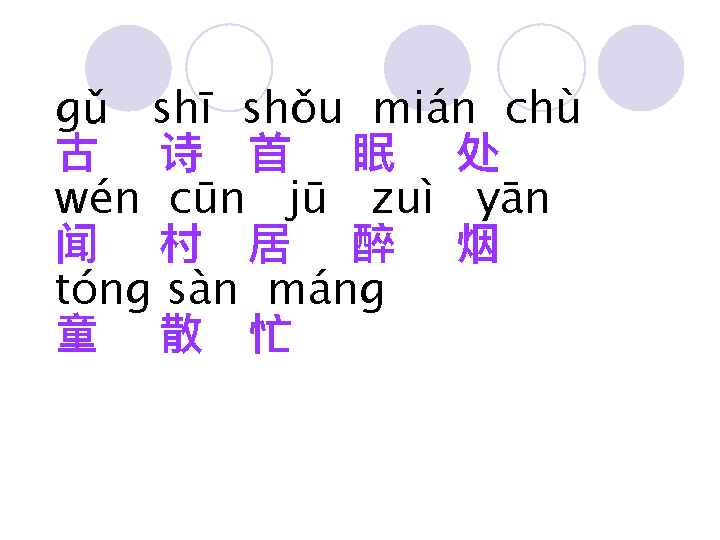 gǔ shī shǒu mián chù
古 诗 首 眠 处
wén cūn jū zuì yān
闻 村 居 醉 烟
tóng sàn máng
童 散 忙